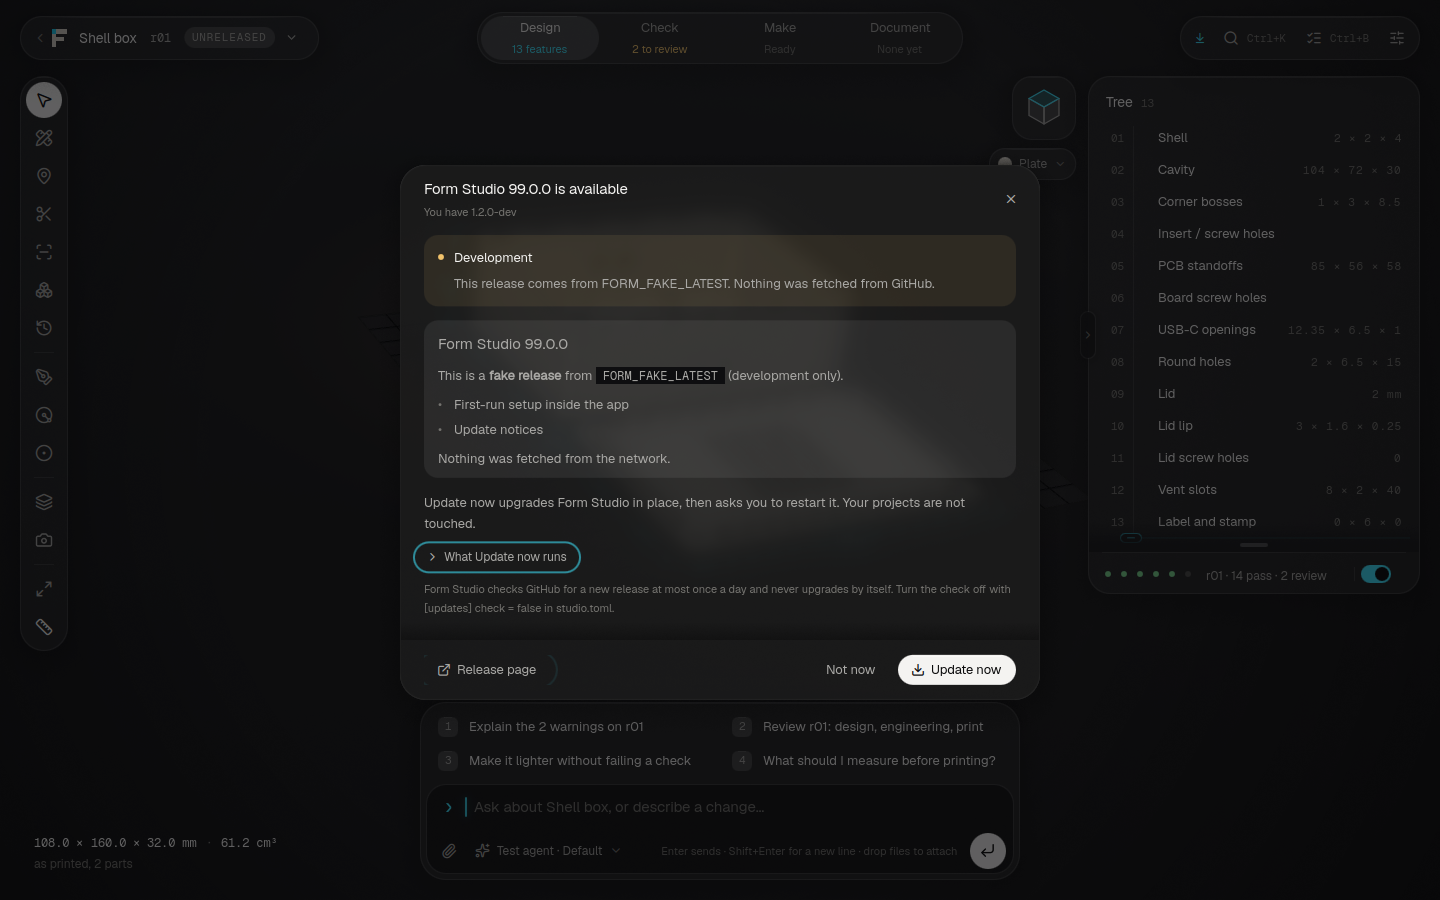 Shell box r01 UNRELEASED
Design
13 features
Check
2 to review
Make
Ready
Document
None yet
Ctrl+K
Ctrl+B
Plate
Tree 13
01 Shell 2 × 2 × 4
02 Cavity 104 × 72 × 30
03 Corner bosses 1 × 3 × 8.5
04 Insert / screw holes
05 PCB standoffs 85 × 56 × 58
06 Board screw holes
07 USB-C openings 12.35 × 6.5 × 1
08 Round holes 2 × 6.5 × 15
09 Lid 2 mm
10 Lid lip 3 × 1.6 × 0.25
11 Lid screw holes 0
12 Vent slots 8 × 2 × 40
13 Label and stamp 0 × 6 × 0
r01 · 14 pass · 2 review
Form Studio 99.0.0 is available
You have 1.2.0-dev
Development
This release comes from FORM_FAKE_LATEST. Nothing was fetched from GitHub.
Form Studio 99.0.0
This is a fake release from FORM_FAKE_LATEST (development only).
• First-run setup inside the app
• Update notices
Nothing was fetched from the network.
Update now upgrades Form Studio in place, then asks you to restart it. Your projects are not
touched.
What Update now runs
Form Studio checks GitHub for a new release at most once a day and never upgrades by itself. Turn the check off with
[updates] check = false in studio.toml.
Release page
Not now
Update now
1 Explain the 2 warnings on r01
2 Review r01: design, engineering, print
3 Make it lighter without failing a check
4 What should I measure before printing?
Ask about Shell box, or describe a change...
Test agent · Default
Enter sends · Shift+Enter for a new line · drop files to attach
108.0 × 160.0 × 32.0 mm · 61.2 cm³
as printed, 2 parts